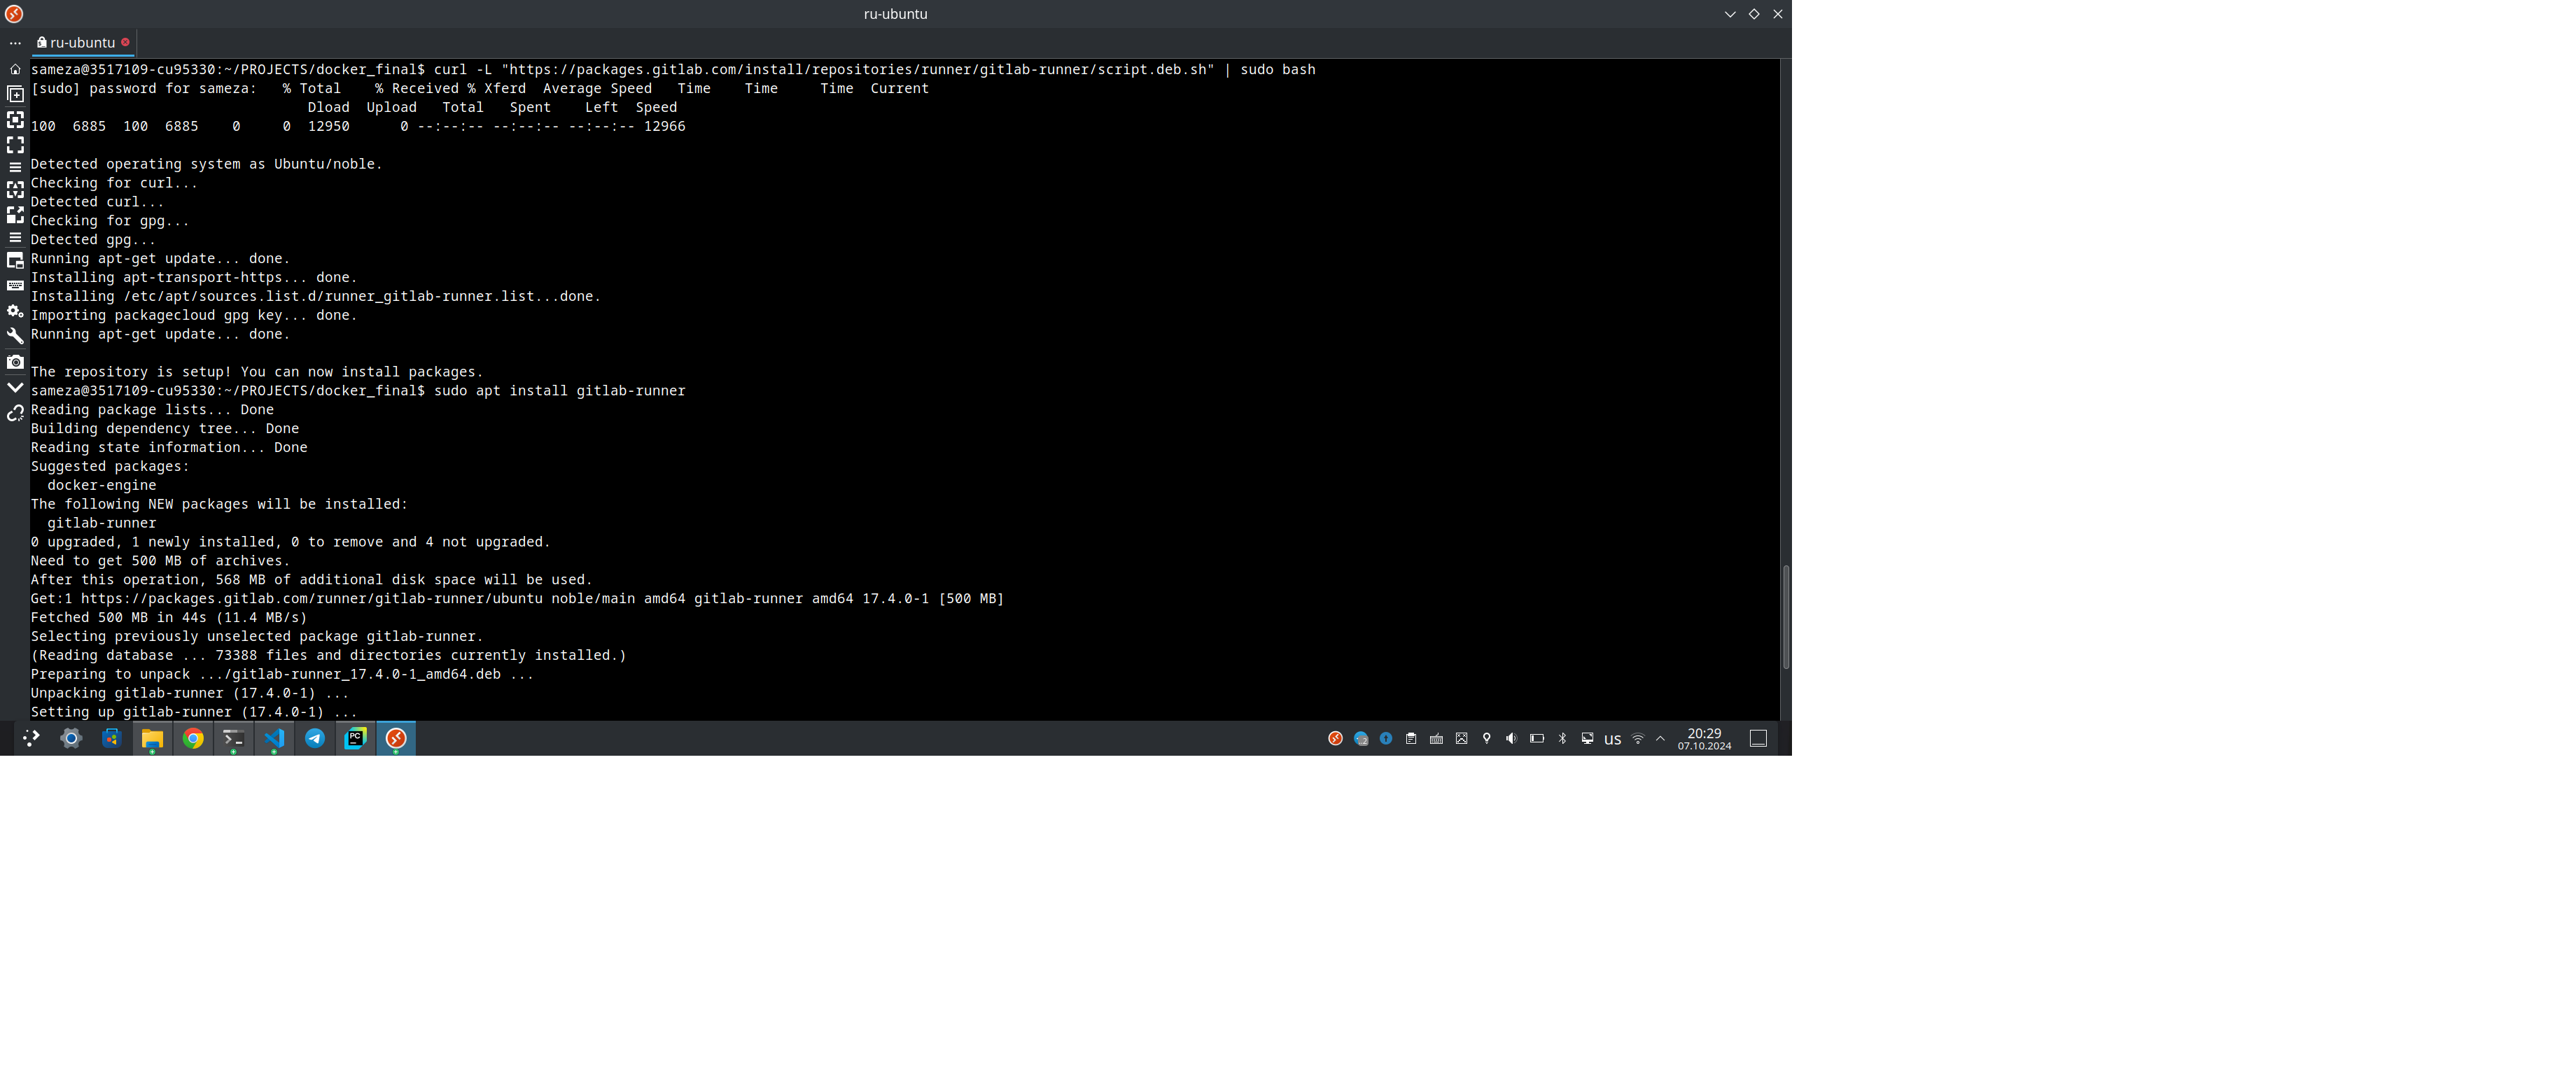 ru-ubuntu
ru-ubuntu
sameza@3517109-cu95330:~/PROJECTS/docker_final$ curl -L "https://packages.gitlab.com/install/repositories/runner/gitlab-runner/script.deb.sh" | sudo bash
[sudo] password for sameza:   % Total    % Received % Xferd  Average Speed   Time    Time     Time  Current
                                 Dload  Upload   Total   Spent    Left  Speed
100  6885  100  6885    0     0  12950      0 --:--:-- --:--:-- --:--:-- 12966
Detected operating system as Ubuntu/noble.
Checking for curl...
Detected curl...
Checking for gpg...
Detected gpg...
Running apt-get update... done.
Installing apt-transport-https... done.
Installing /etc/apt/sources.list.d/runner_gitlab-runner.list...done.
Importing packagecloud gpg key... done.
Running apt-get update... done.
The repository is setup! You can now install packages.
sameza@3517109-cu95330:~/PROJECTS/docker_final$ sudo apt install gitlab-runner
Reading package lists... Done
Building dependency tree... Done
Reading state information... Done
Suggested packages:
  docker-engine
The following NEW packages will be installed:
  gitlab-runner
0 upgraded, 1 newly installed, 0 to remove and 4 not upgraded.
Need to get 500 MB of archives.
After this operation, 568 MB of additional disk space will be used.
Get:1 https://packages.gitlab.com/runner/gitlab-runner/ubuntu noble/main amd64 gitlab-runner amd64 17.4.0-1 [500 MB]
Fetched 500 MB in 44s (11.4 MB/s)
Selecting previously unselected package gitlab-runner.
(Reading database ... 73388 files and directories currently installed.)
Preparing to unpack .../gitlab-runner_17.4.0-1_amd64.deb ...
Unpacking gitlab-runner (17.4.0-1) ...
Setting up gitlab-runner (17.4.0-1) ...
PC
2
us
20:29
07.10.2024